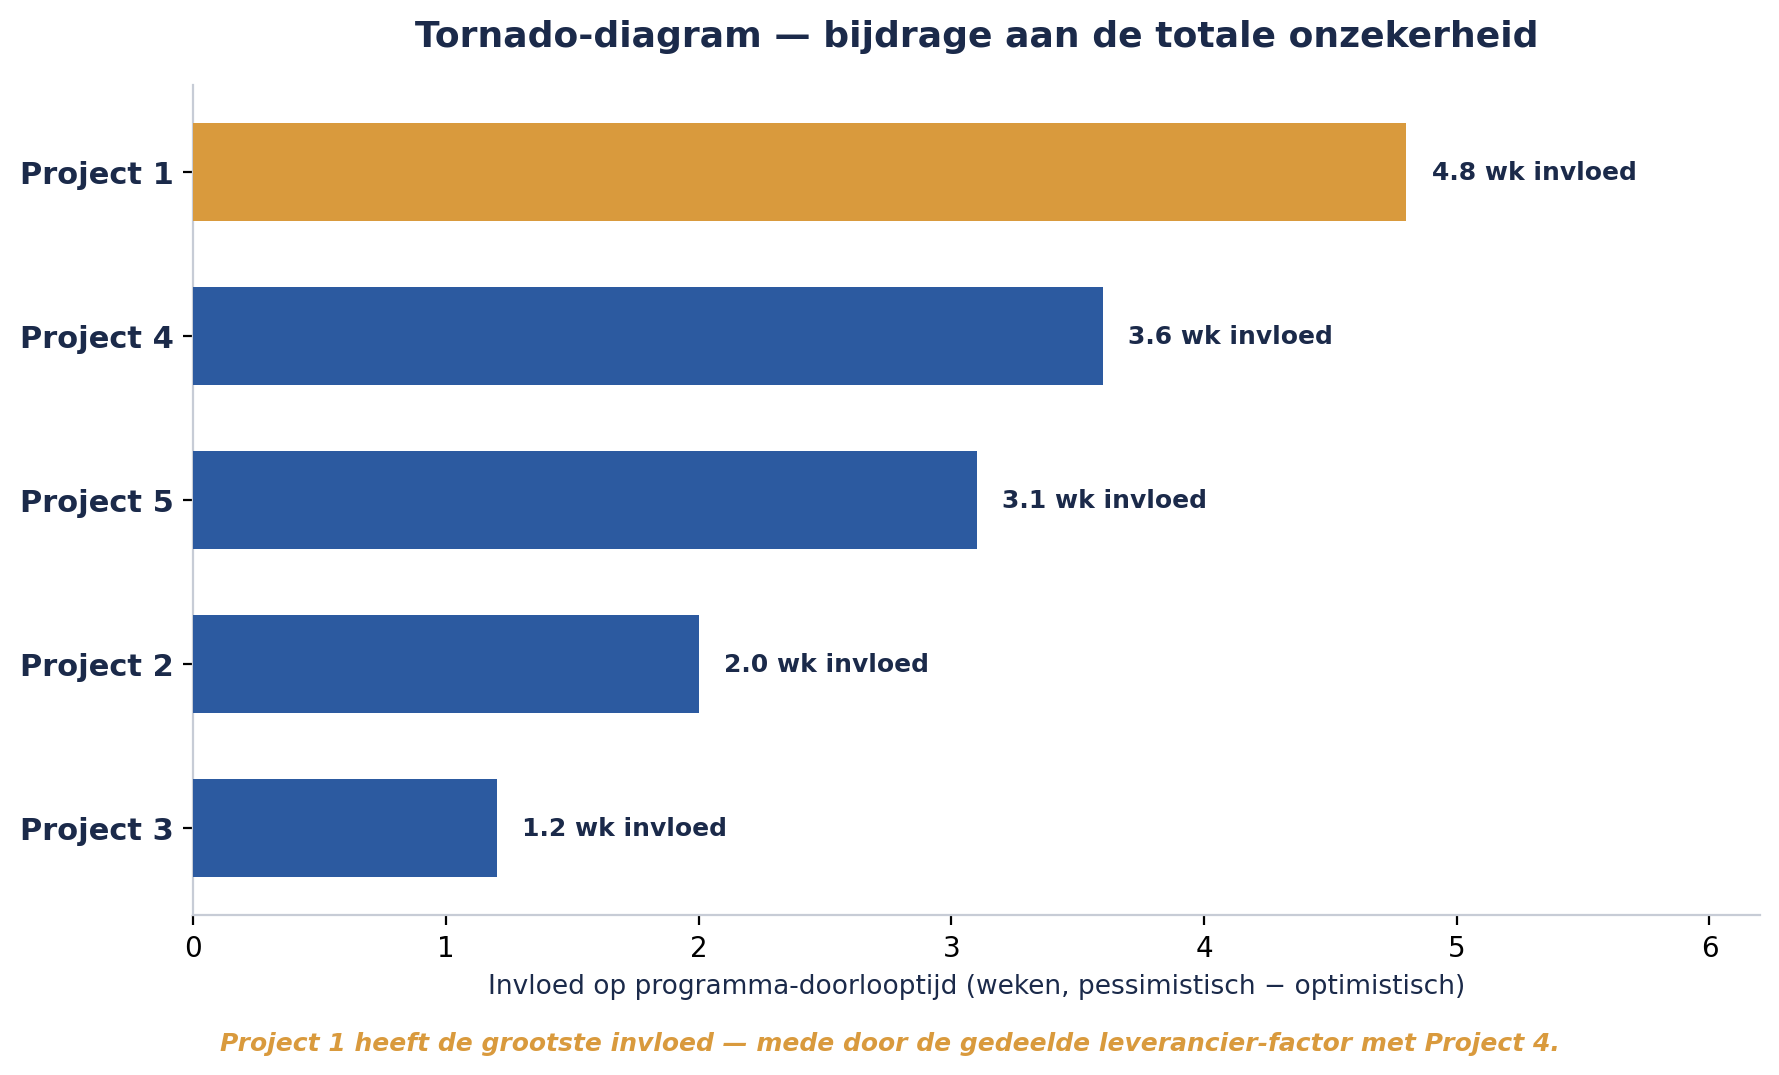 Tornado-diagram — bijdrage aan de totale onzekerheid
Project 1
4.8 wk invloed
Project 4
3.6 wk invloed
Project 5
3.1 wk invloed
Project 2
2.0 wk invloed
Project 3
1.2 wk invloed
0 1 2 3 4 5 6
Invloed op programma-doorlooptijd (weken, pessimistisch − optimistisch)
Project 1 heeft de grootste invloed — mede door de gedeelde leverancier-factor met Project 4.